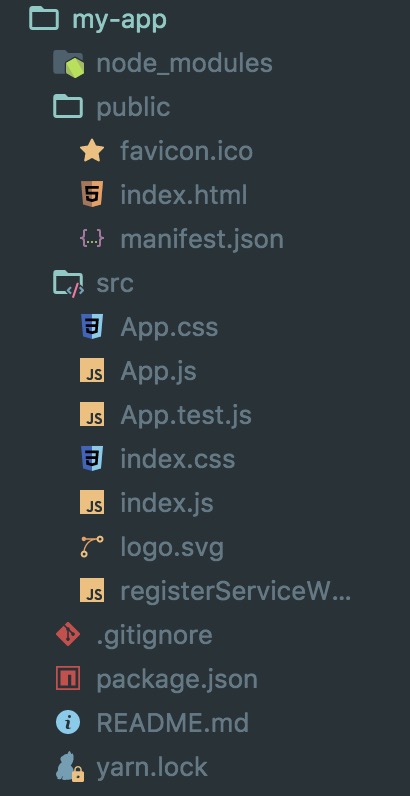 my-app
node_modules
public
favicon.ico
index.html
manifest.json
src
App.css
App.js
App.test.js
index.css
index.js
logo.svg
registerServiceW...
.gitignore
package.json
README.md
yarn.lock